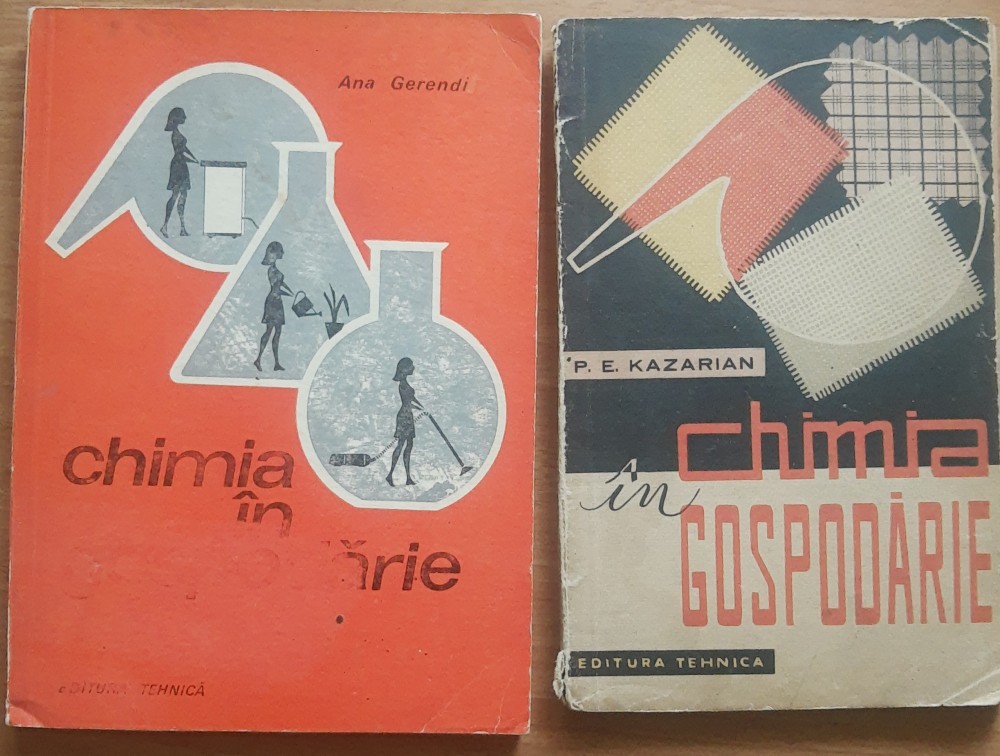 Ana Gerendi
chimia
în
gospodărie
EDITURA TEHNICĂ
P. E. KAZARIAN
chimia
în
GOSPODĂRIE
EDITURA TEHNICA